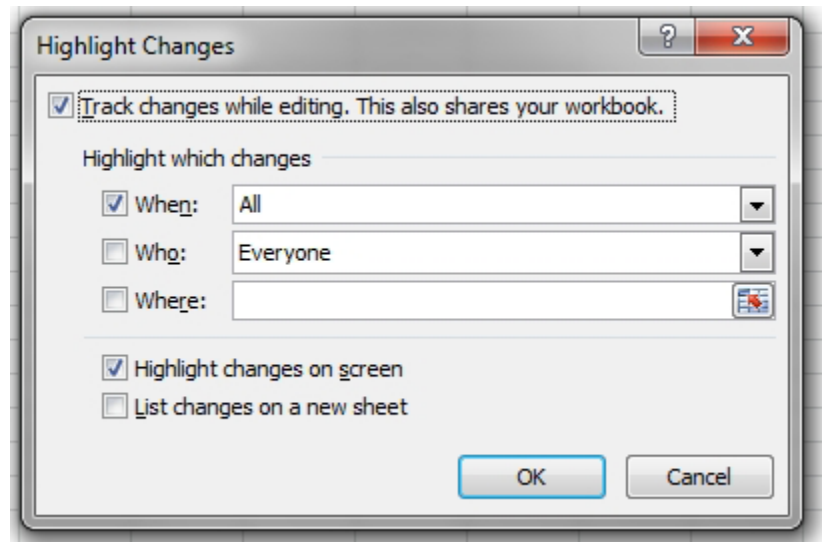 Highlight Changes
Track changes while editing. This also shares your workbook.
Highlight which changes
When: All
Who: Everyone
Where:
Highlight changes on screen
List changes on a new sheet
OK Cancel